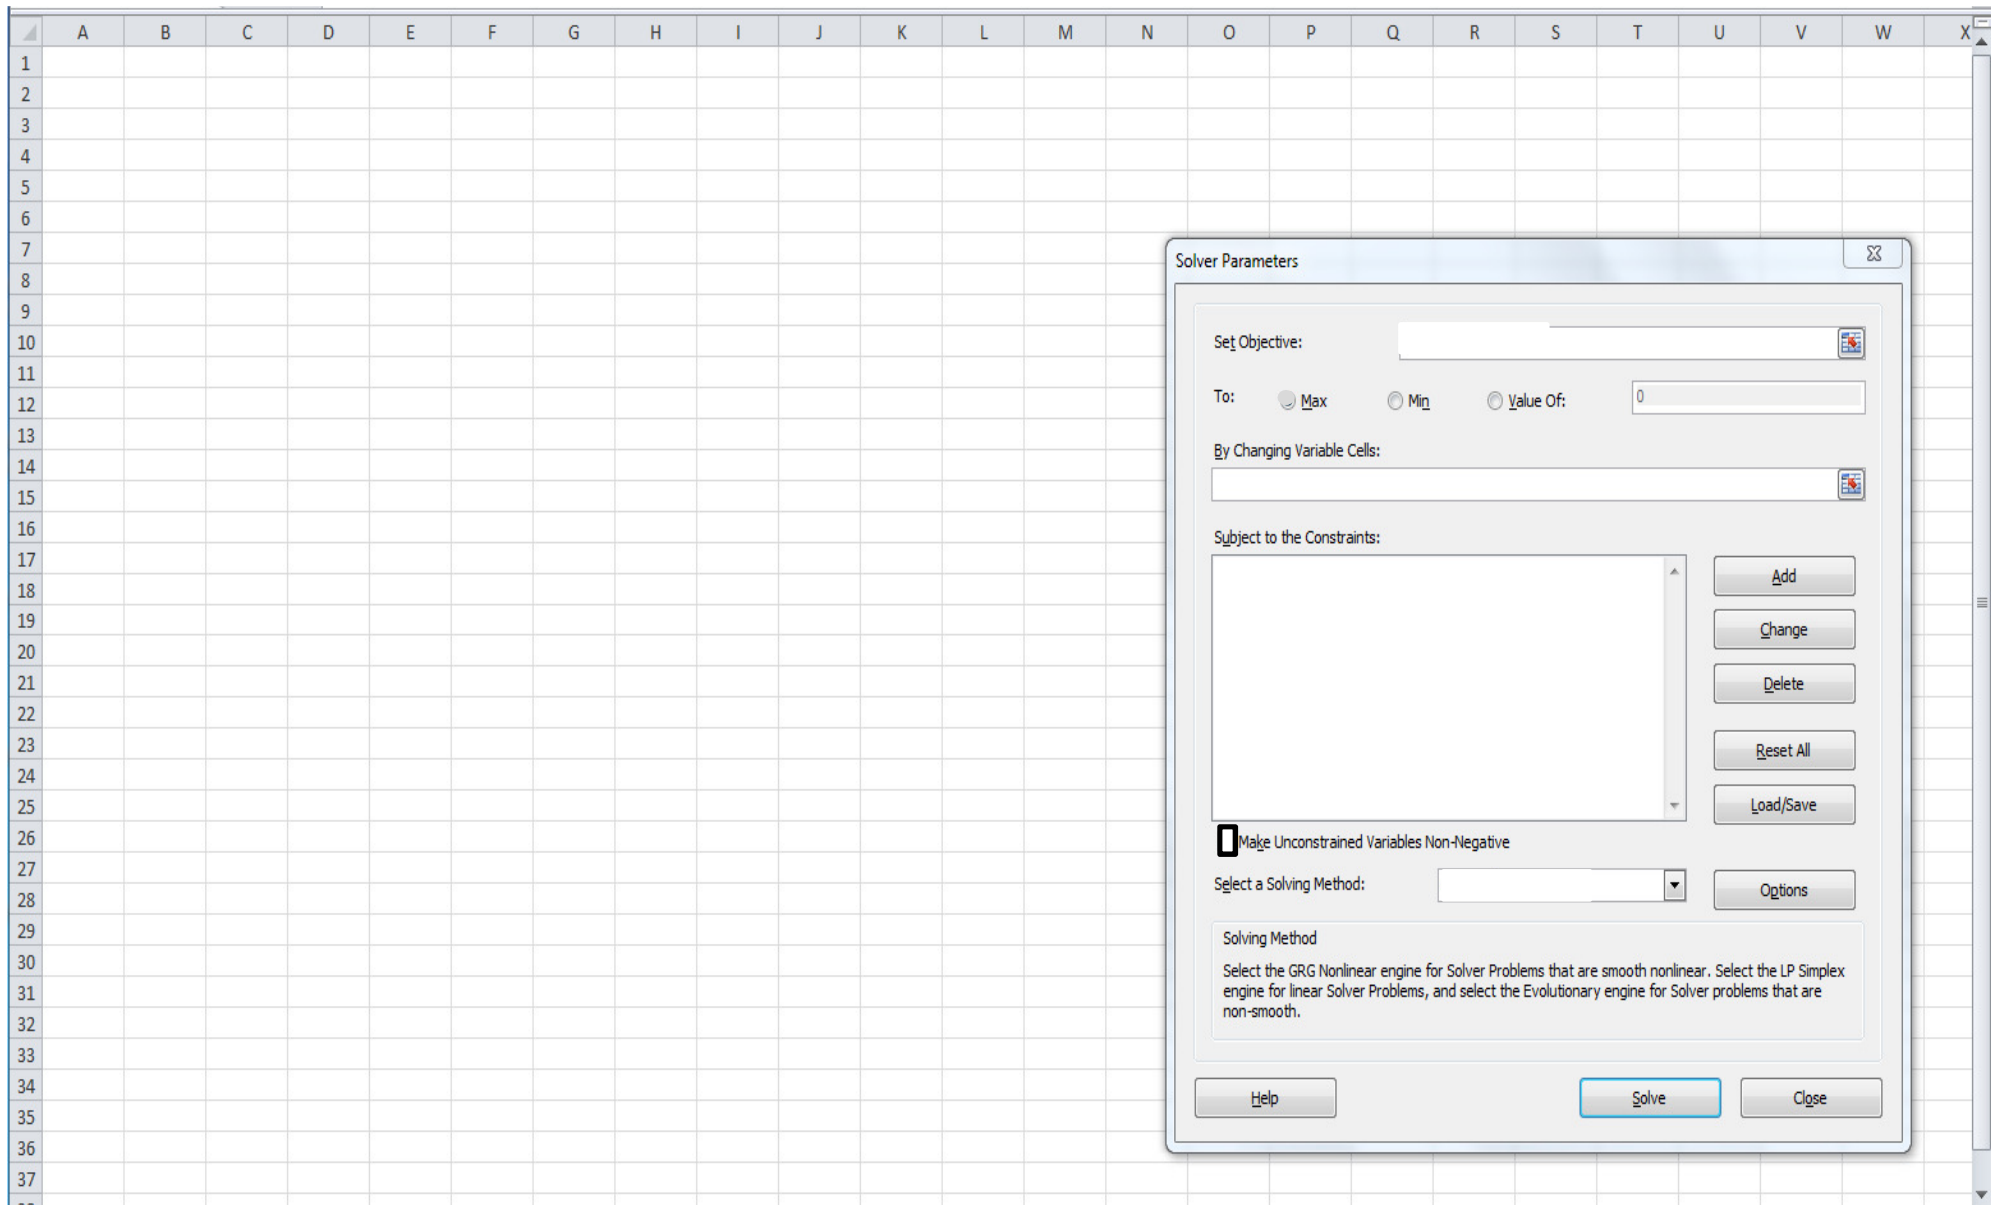 A B C D E F G H I J K L M N O P Q R S T U V W X
1
2
3
4
5
6
7
8
9
10
11
12
13
14
15
16
17
18
19
20
21
22
23
24
25
26
27
28
29
30
31
32
33
34
35
36
37
Solver Parameters
Set Objective:
To: Max Min Value Of: 0
By Changing Variable Cells:
Subject to the Constraints:
Add
Change
Delete
Reset All
Load/Save
Make Unconstrained Variables Non-Negative
Select a Solving Method: Options
Solving Method
Select the GRG Nonlinear engine for Solver Problems that are smooth nonlinear. Select the LP Simplex
engine for linear Solver Problems, and select the Evolutionary engine for Solver problems that are
non-smooth.
Help Solve Close